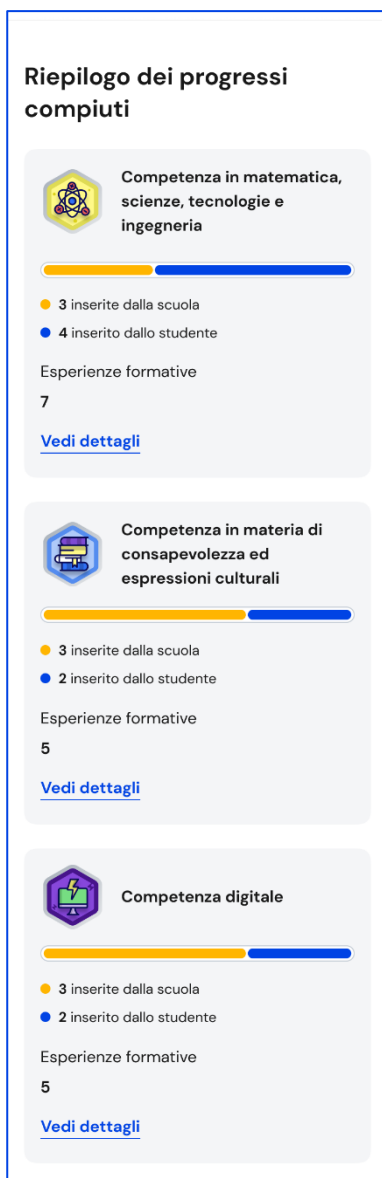 Riepilogo dei progressi
compiuti
Competenza in matematica,
scienze, tecnologie e
ingegneria
3 inserite dalla scuola
4 inserito dallo studente
Esperienze formative
7
Vedi dettagli
Competenza in materia di
consapevolezza ed
espressioni culturali
3 inserite dalla scuola
2 inserito dallo studente
Esperienze formative
5
Vedi dettagli
Competenza digitale
3 inserite dalla scuola
2 inserito dallo studente
Esperienze formative
5
Vedi dettagli